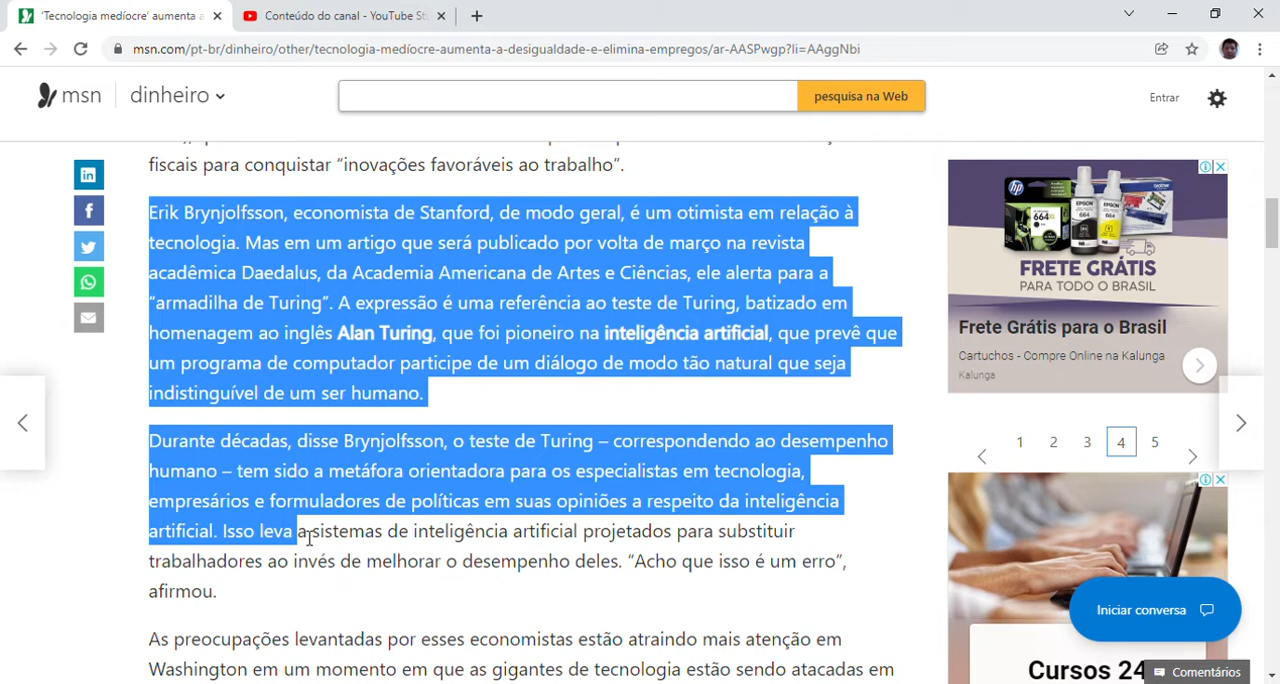 'Tecnologia medíocre' aumenta a
Conteúdo do canal - YouTube St
msn.com/pt-br/dinheiro/other/tecnologia-medíocre-aumenta-a-desigualdade-e-elimina-empregos/ar-AASPwgp?li=AAggNbi
msn
dinheiro
pesquisa na Web
Entrar
fiscais para conquistar “inovações favoráveis ao trabalho”.
Erik Brynjolfsson, economista de Stanford, de modo geral, é um otimista em relação à
tecnologia. Mas em um artigo que será publicado por volta de março na revista
acadêmica Daedalus, da Academia Americana de Artes e Ciências, ele alerta para a
“armadilha de Turing”. A expressão é uma referência ao teste de Turing, batizado em
homenagem ao inglês Alan Turing, que foi pioneiro na inteligência artificial, que prevê que
um programa de computador participe de um diálogo de modo tão natural que seja
indistinguível de um ser humano.
Durante décadas, disse Brynjolfsson, o teste de Turing – correspondendo ao desempenho
humano – tem sido a metáfora orientadora para os especialistas em tecnologia,
empresários e formuladores de políticas em suas opiniões a respeito da inteligência
artificial. Isso leva a sistemas de inteligência artificial projetados para substituir
trabalhadores ao invés de melhorar o desempenho deles. “Acho que isso é um erro”,
afirmou.
As preocupações levantadas por esses economistas estão atraindo mais atenção em
Washington em um momento em que as gigantes de tecnologia estão sendo atacadas em
hp
664XL
EPSON
EPSON
brother
FRETE GRÁTIS
PARA TODO O BRASIL
Frete Grátis para o Brasil
Cartuchos - Compre Online na Kalunga
Kalunga
1 2 3 4 5
Iniciar conversa
Cursos 24
Comentários